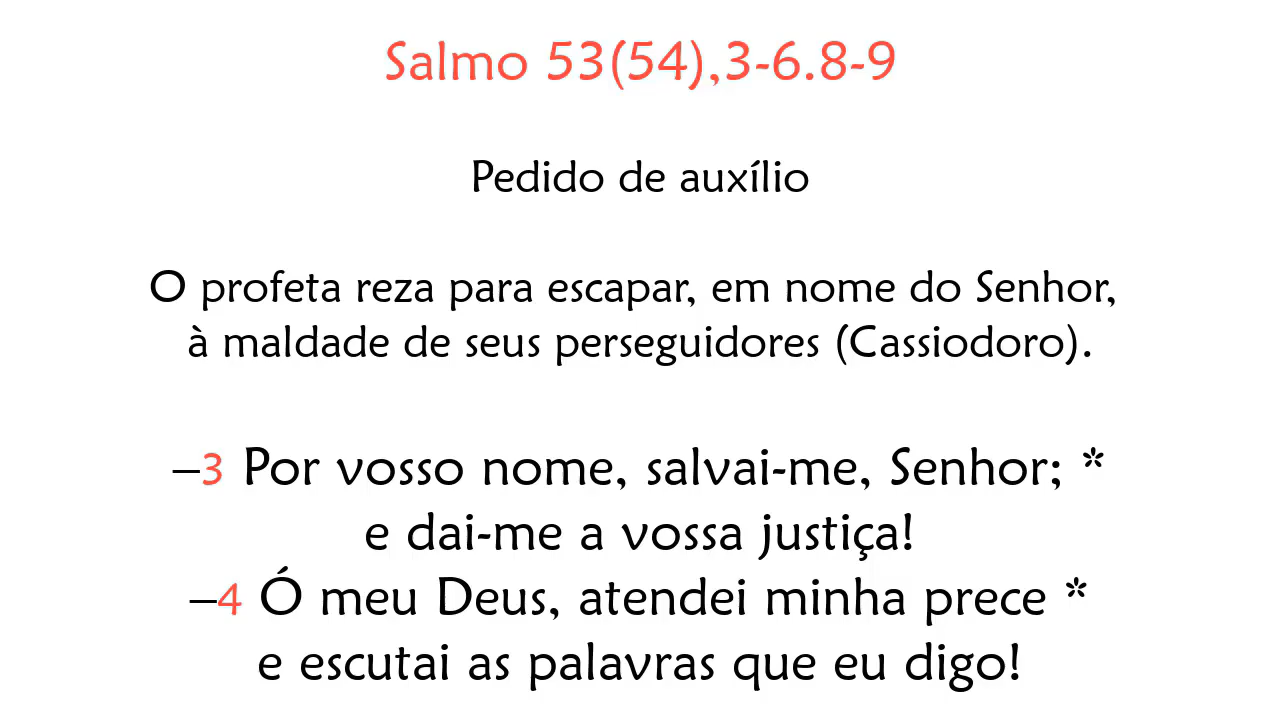 Salmo 53(54),3-6.8-9
Pedido de auxílio
O profeta reza para escapar, em nome do Senhor,
à maldade de seus perseguidores (Cassiodoro).
–3 Por vosso nome, salvai-me, Senhor; *
e dai-me a vossa justiça!
–4 Ó meu Deus, atendei minha prece *
e escutai as palavras que eu digo!